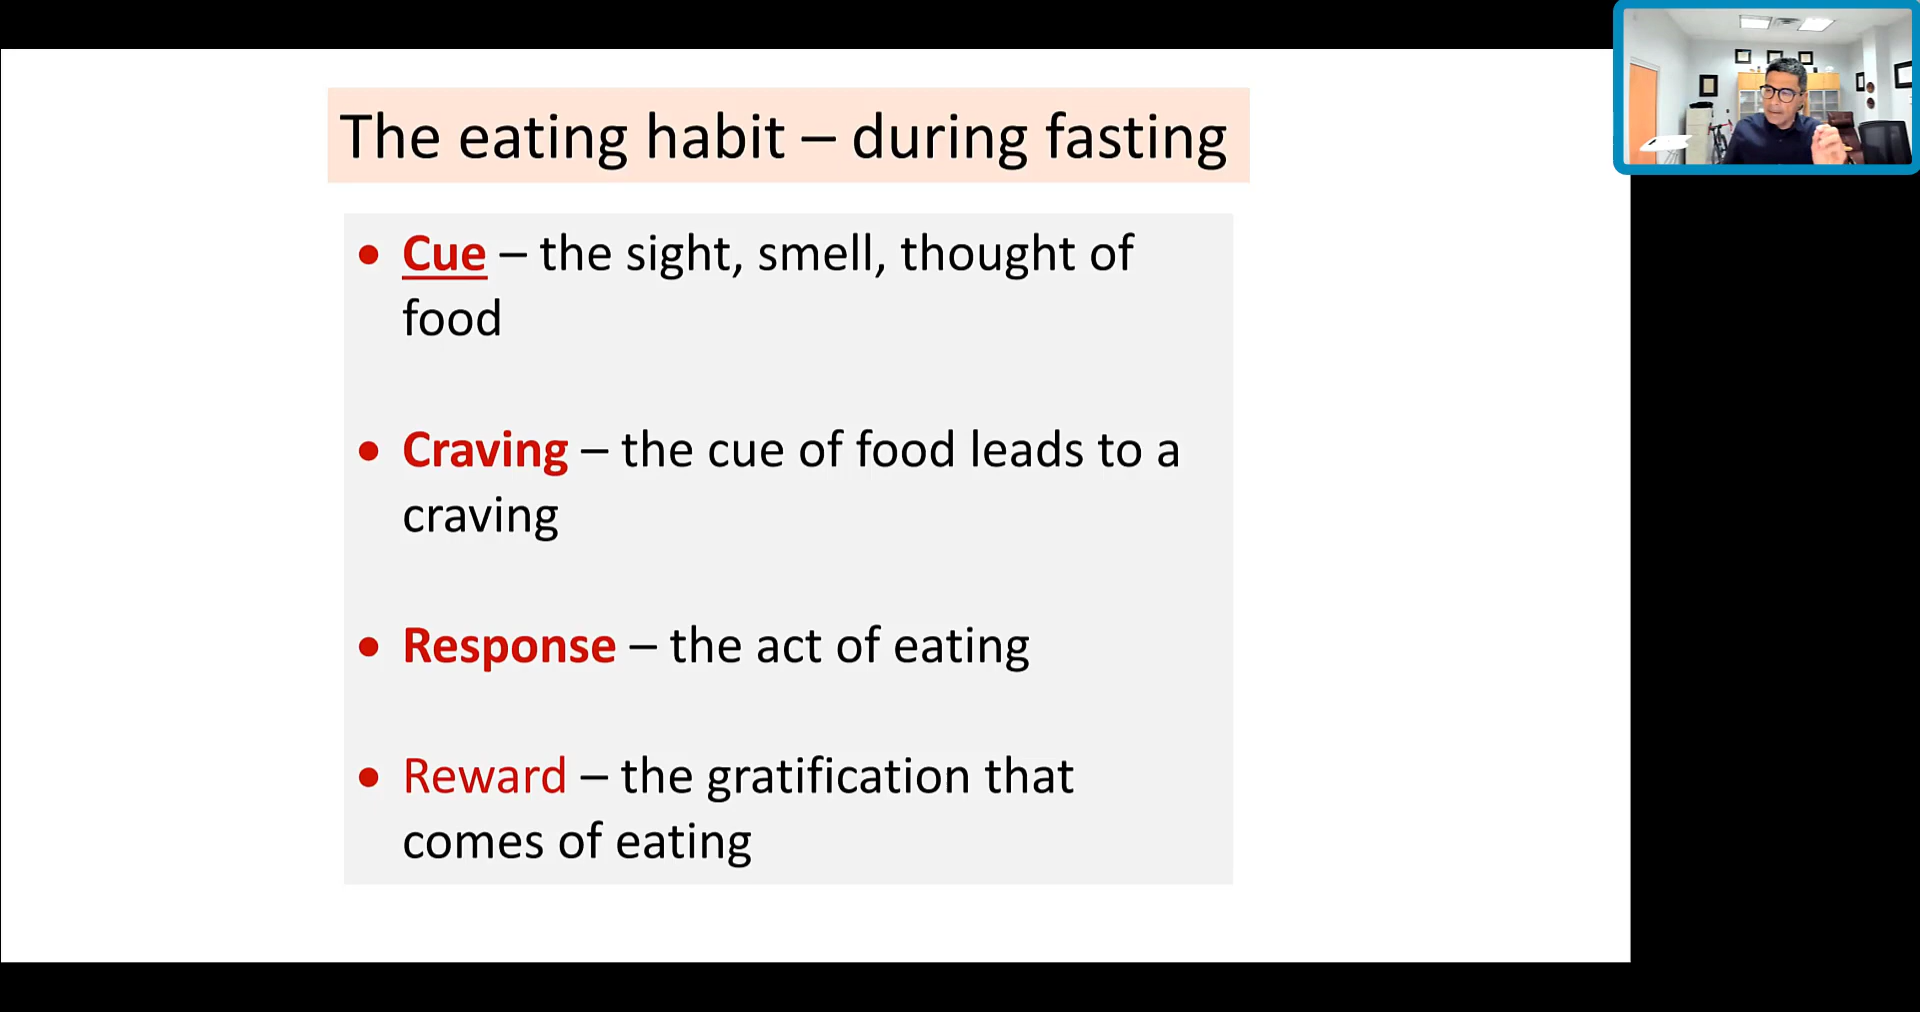 The eating habit – during fasting
• Cue – the sight, smell, thought of
food
• Craving – the cue of food leads to a
craving
• Response – the act of eating
• Reward – the gratification that
comes of eating